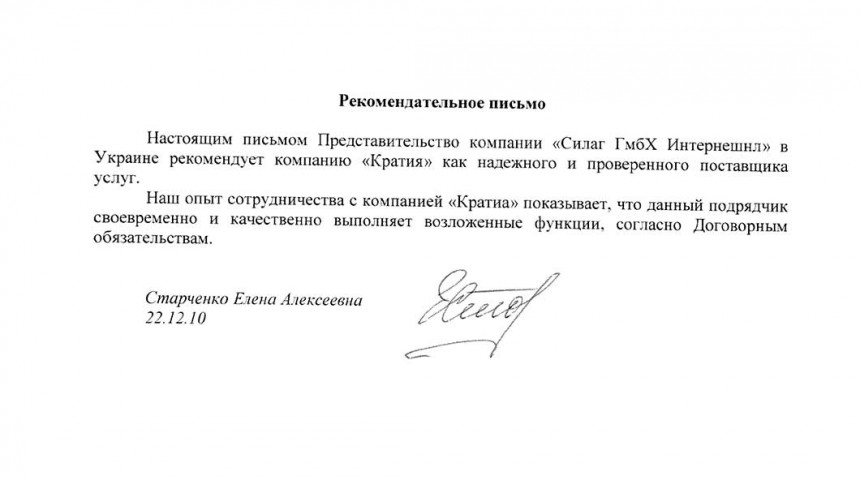 Рекомендательное письмо
Настоящим письмом Представительство компании «Силаг ГмбХ Интернешнл» в
Украине рекомендует компанию «Кратия» как надежного и проверенного поставщика
услуг.
Наш опыт сотрудничества с компанией «Кратиа» показывает, что данный подрядчик
своевременно и качественно выполняет возложенные функции, согласно Договорным
обязательствам.
Старченко Елена Алексеевна
22.12.10